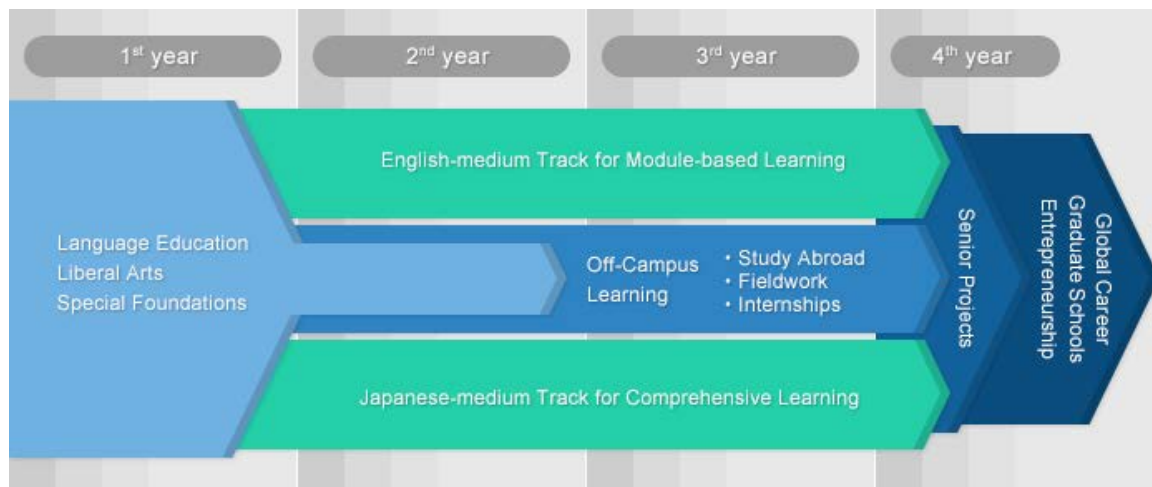 1st year
2nd year
3rd year
4th year
English-medium Track for Module-based Learning
Language Education
Liberal Arts
Special Foundations
Off-Campus
Learning
・Study Abroad
・Fieldwork
・Internships
Japanese-medium Track for Comprehensive Learning
Senior Projects
Global Career
Graduate Schools
Entrepreneurship